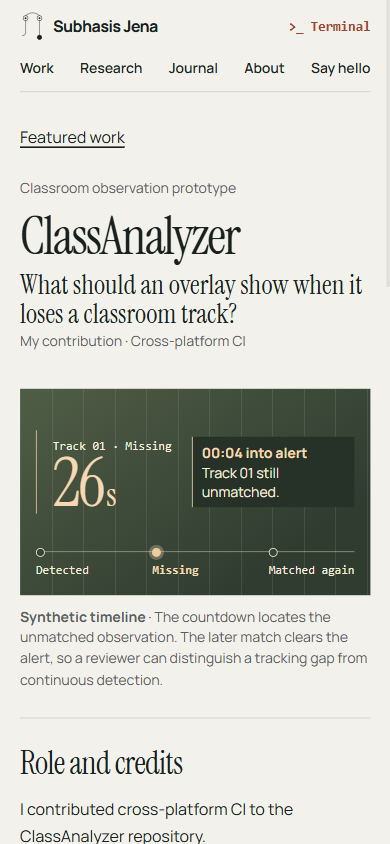 Subhasis Jena
>_ Terminal
Work Research Journal About Say hello
Featured work
Classroom observation prototype
ClassAnalyzer
What should an overlay show when it
loses a classroom track?
My contribution · Cross-platform CI
Track 01 · Missing
26s
00:04 into alert
Track 01 still
unmatched.
Detected Missing Matched again
Synthetic timeline · The countdown locates the
unmatched observation. The later match clears the
alert, so a reviewer can distinguish a tracking gap from
continuous detection.
Role and credits
I contributed cross-platform CI to the
ClassAnalyzer repository.